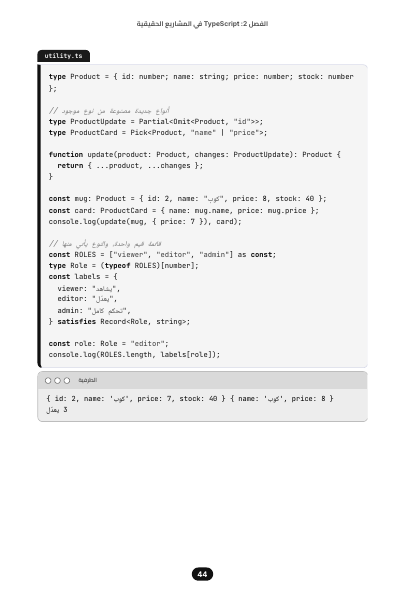 الفصل 2: TypeScript في المشاريع الحقيقية
utility.ts
type Product = { id: number; name: string; price: number; stock: number
};
// أنواع جديدة مصنوعة من نوع موجود
type ProductUpdate = Partial<Omit<Product, "id">>;
type ProductCard = Pick<Product, "name" | "price">;
function update(product: Product, changes: ProductUpdate): Product {
  return { ...product, ...changes };
}
const mug: Product = { id: 2, name: "كوب", price: 8, stock: 40 };
const card: ProductCard = { name: mug.name, price: mug.price };
console.log(update(mug, { price: 7 }), card);
// قائمة قيم واحدة، والنوع يأتي منها
const ROLES = ["viewer", "editor", "admin"] as const;
type Role = (typeof ROLES)[number];
const labels = {
  viewer: "يشاهد",
  editor: "يعدّل",
  admin: "تحكم كامل",
} satisfies Record<Role, string>;
const role: Role = "editor";
console.log(ROLES.length, labels[role]);
الطرفية
{ id: 2, name: 'كوب', price: 7, stock: 40 } { name: 'كوب', price: 8 }
3 يعدّل
44